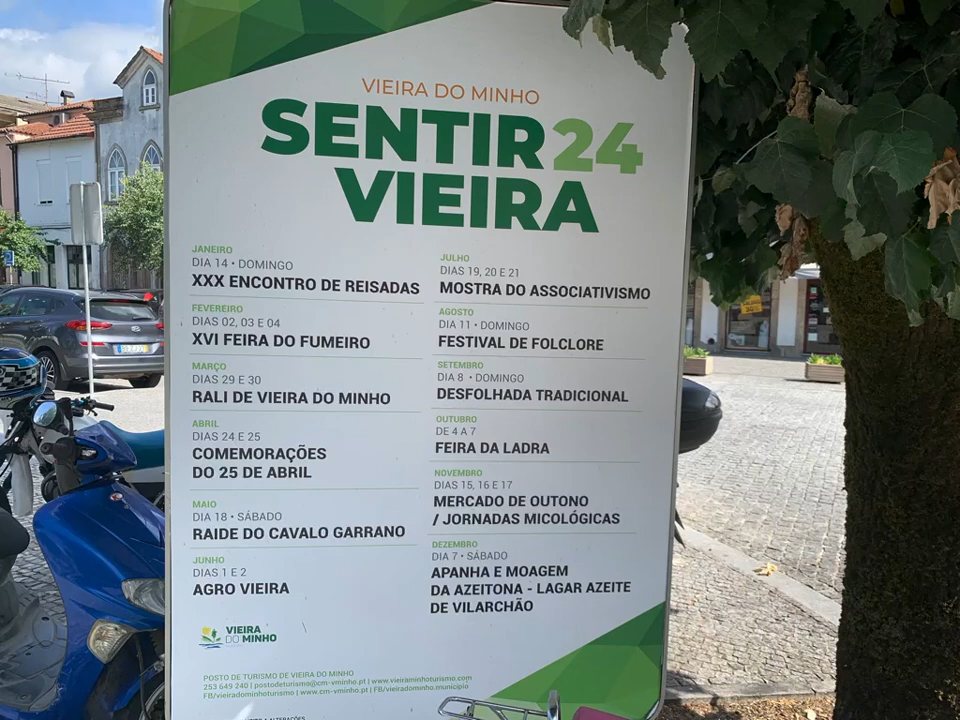 VIEIRA DO MINHO
SENTIR 24
VIEIRA
JANEIRO
DIA 14 • DOMINGO
XXX ENCONTRO DE REISADAS
FEVEREIRO
DIAS 02, 03 E 04
XVI FEIRA DO FUMEIRO
MARÇO
DIAS 29 E 30
RALI DE VIEIRA DO MINHO
ABRIL
DIAS 24 E 25
COMEMORAÇÕES
DO 25 DE ABRIL
MAIO
DIA 18 • SÁBADO
RAIDE DO CAVALO GARRANO
JUNHO
DIAS 1 E 2
AGRO VIEIRA
JULHO
DIAS 19, 20 E 21
MOSTRA DO ASSOCIATIVISMO
AGOSTO
DIA 11 • DOMINGO
FESTIVAL DE FOLCLORE
SETEMBRO
DIA 8 • DOMINGO
DESFOLHADA TRADICIONAL
OUTUBRO
DE 4 A 7
FEIRA DA LADRA
NOVEMBRO
DIAS 15, 16 E 17
MERCADO DE OUTONO
/ JORNADAS MICOLÓGICAS
DEZEMBRO
DIA 7 • SÁBADO
APANHA E MOAGEM
DA AZEITONA - LAGAR AZEITE
DE VILARCHÃO
VIEIRA
DO MINHO
POSTO DE TURISMO DE VIEIRA DO MINHO
253 649 240 | postodeturismo@cm-vminho.pt | www.vieiraminhoturismo.com
FB/vieiradominhoturismo | www.cm-vminho.pt | FB/vieiradominho.municipio